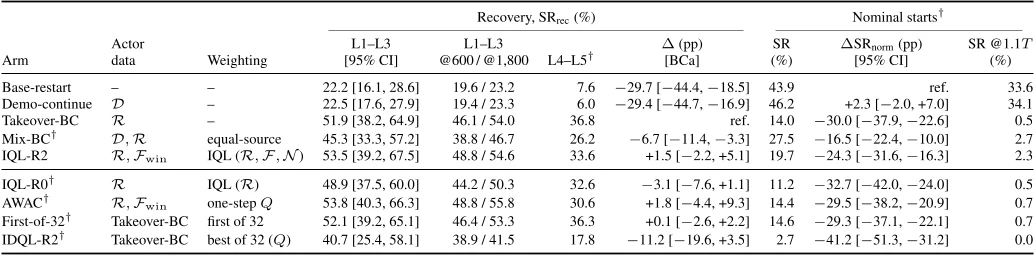 Recovery, SRrec (%) Nominal starts†
Actor L1–L3 L1–L3 Δ (pp) SR ΔSRnorm (pp) SR @1.1T
Arm data Weighting [95% CI] @600 / @1,800 L4–L5† [BCa] (%) [95% CI] (%)
Base-restart – – 22.2 [16.1, 28.6] 19.6 / 23.2 7.6 −29.7 [−44.4, −18.5] 43.9 ref. 33.6
Demo-continue 𝒟 – 22.5 [17.6, 27.9] 19.4 / 23.3 6.0 −29.4 [−44.7, −16.9] 46.2 +2.3 [−2.0, +7.0] 34.1
Takeover-BC ℛ – 51.9 [38.2, 64.9] 46.1 / 54.0 36.8 ref. 14.0 −30.0 [−37.9, −22.6] 0.5
Mix-BC† 𝒟, ℛ equal-source 45.3 [33.3, 57.2] 38.8 / 46.7 26.2 −6.7 [−11.4, −3.3] 27.5 −16.5 [−22.4, −10.0] 2.7
IQL-R2 ℛ, ℱwin IQL (ℛ, ℱ, 𝒩) 53.5 [39.2, 67.5] 48.8 / 54.6 33.6 +1.5 [−2.2, +5.1] 19.7 −24.3 [−31.6, −16.3] 2.3
IQL-R0† ℛ IQL (ℛ) 48.9 [37.5, 60.0] 44.2 / 50.3 32.6 −3.1 [−7.6, +1.1] 11.2 −32.7 [−42.0, −24.0] 0.5
AWAC† ℛ, ℱwin one-step Q 53.8 [40.3, 66.3] 48.8 / 55.8 30.6 +1.8 [−4.4, +9.3] 14.4 −29.5 [−38.2, −20.9] 0.7
First-of-32† Takeover-BC first of 32 52.1 [39.2, 65.1] 46.4 / 53.3 36.3 +0.1 [−2.6, +2.2] 14.6 −29.3 [−37.1, −22.1] 0.7
IDQL-R2† Takeover-BC best of 32 (Q) 40.7 [25.4, 58.1] 38.9 / 41.5 17.8 −11.2 [−19.6, +3.5] 2.7 −41.2 [−51.3, −31.2] 0.0